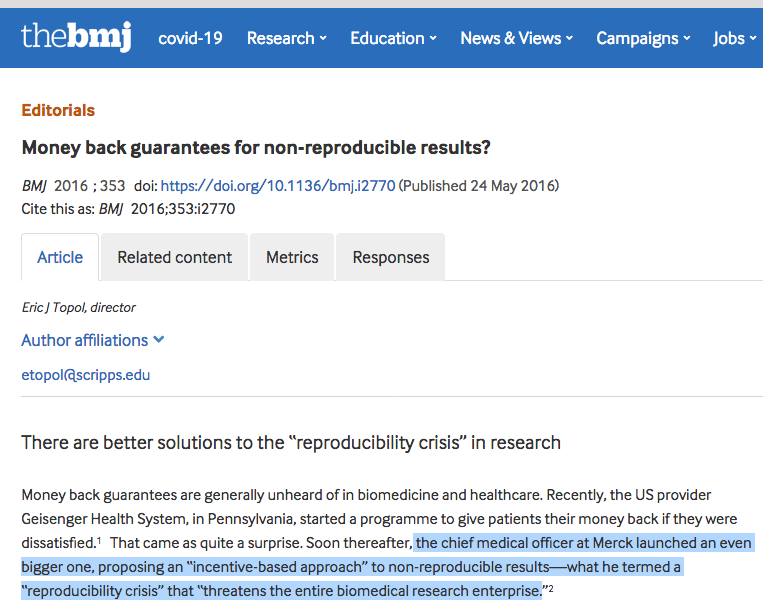 thebmj covid-19 Research Education News & Views Campaigns Jobs
Editorials
Money back guarantees for non-reproducible results?
BMJ 2016 ; 353 doi: https://doi.org/10.1136/bmj.i2770 (Published 24 May 2016)
Cite this as: BMJ 2016;353:i2770
Article Related content Metrics Responses
Eric J Topol, director
Author affiliations
etopol@scripps.edu
There are better solutions to the "reproducibility crisis" in research
Money back guarantees are generally unheard of in biomedicine and healthcare. Recently, the US provider
Geisenger Health System, in Pennsylvania, started a programme to give patients their money back if they were
dissatisfied.¹ That came as quite a surprise. Soon thereafter, the chief medical officer at Merck launched an even
bigger one, proposing an "incentive-based approach" to non-reproducible results—what he termed a
"reproducibility crisis" that "threatens the entire biomedical research enterprise."²